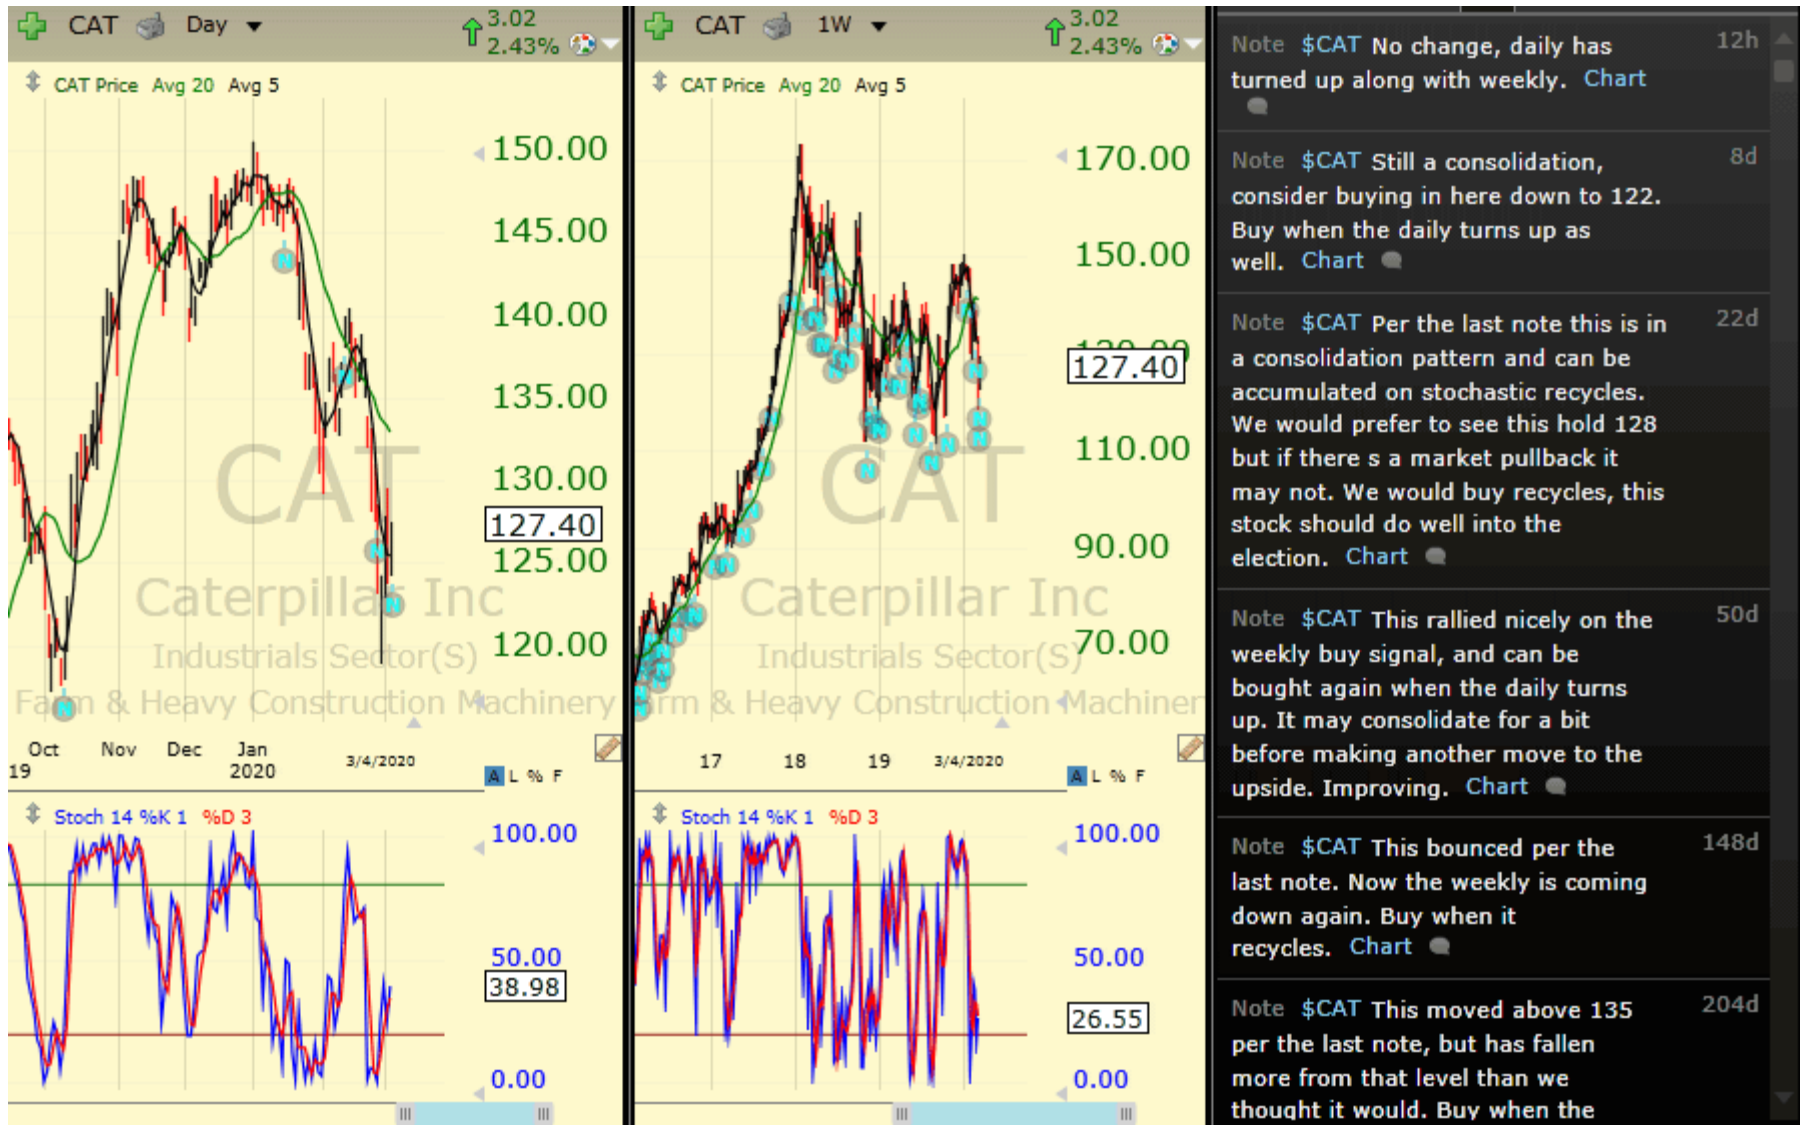 CAT Day
3.02
2.43%
CAT Price Avg 20 Avg 5
150.00
145.00
140.00
135.00
130.00
127.40
125.00
120.00
CAT
Caterpillar Inc
Industrials Sector(S)
Farm & Heavy Construction Machinery
Oct Nov Dec Jan
19 2020 3/4/2020
A L % F
Stoch 14 %K 1 %D 3
100.00
50.00
38.98
0.00
CAT 1W
3.02
2.43%
CAT Price Avg 20 Avg 5
170.00
150.00
130.00
127.40
110.00
90.00
70.00
CAT
Caterpillar Inc
Industrials Sector(S)
Farm & Heavy Construction Machiner
17 18 19 3/4/2020
A L % F
Stoch 14 %K 1 %D 3
100.00
50.00
26.55
0.00
Note $CAT No change, daily has 12h
turned up along with weekly. Chart
Note $CAT Still a consolidation, 8d
consider buying in here down to 122.
Buy when the daily turns up as
well. Chart
Note $CAT Per the last note this is in 22d
a consolidation pattern and can be
accumulated on stochastic recycles.
We would prefer to see this hold 128
but if there s a market pullback it
may not. We would buy recycles, this
stock should do well into the
election. Chart
Note $CAT This rallied nicely on the 50d
weekly buy signal, and can be
bought again when the daily turns
up. It may consolidate for a bit
before making another move to the
upside. Improving. Chart
Note $CAT This bounced per the 148d
last note. Now the weekly is coming
down again. Buy when it
recycles. Chart
Note $CAT This moved above 135 204d
per the last note, but has fallen
more from that level than we
thought it would. Buy when the